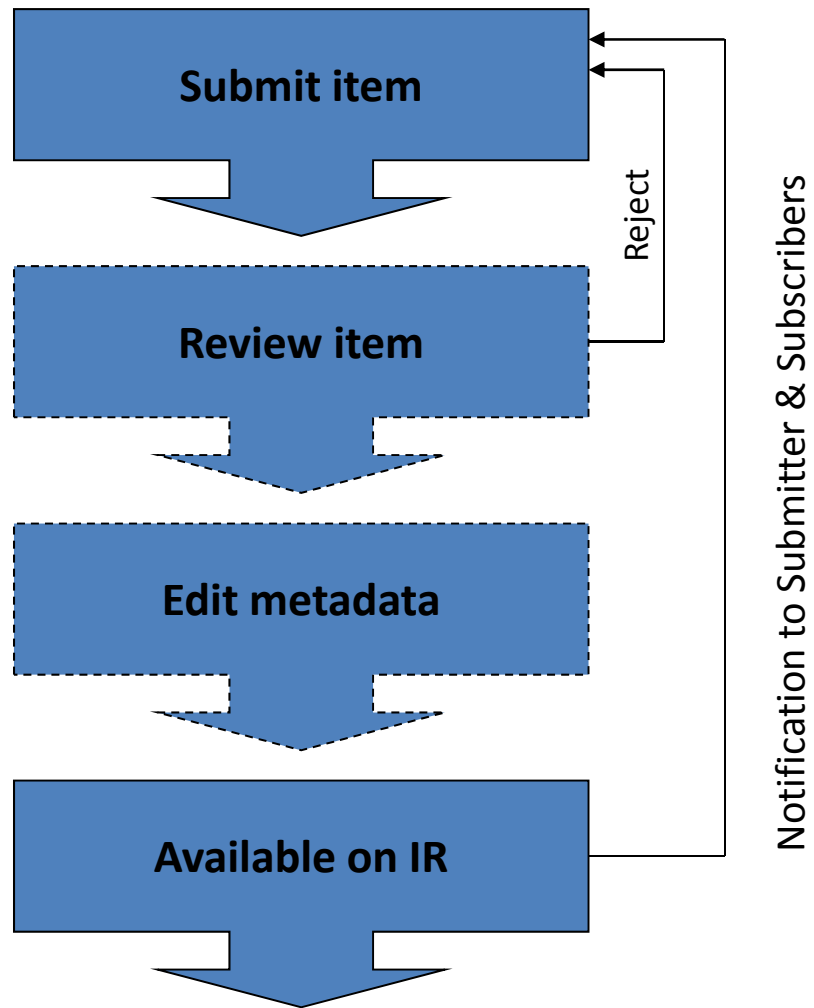 Submit item
Reject
Review item
Edit metadata
Available on IR
Notification to Submitter & Subscribers